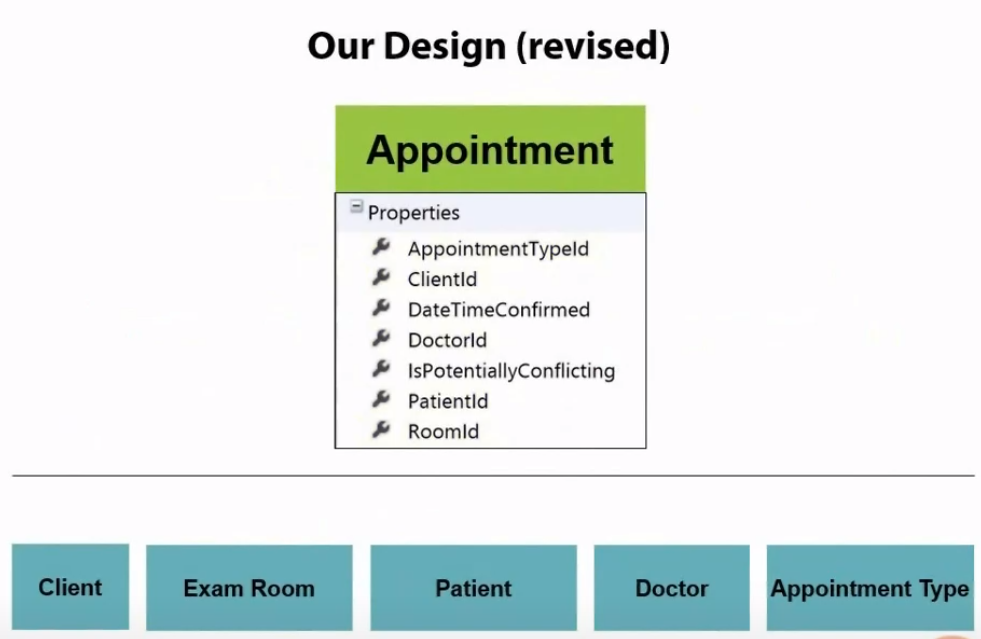 Our Design (revised)
Appointment
Properties
AppointmentTypeId
ClientId
DateTimeConfirmed
DoctorId
IsPotentiallyConflicting
PatientId
RoomId
Client
Exam Room
Patient
Doctor
Appointment Type